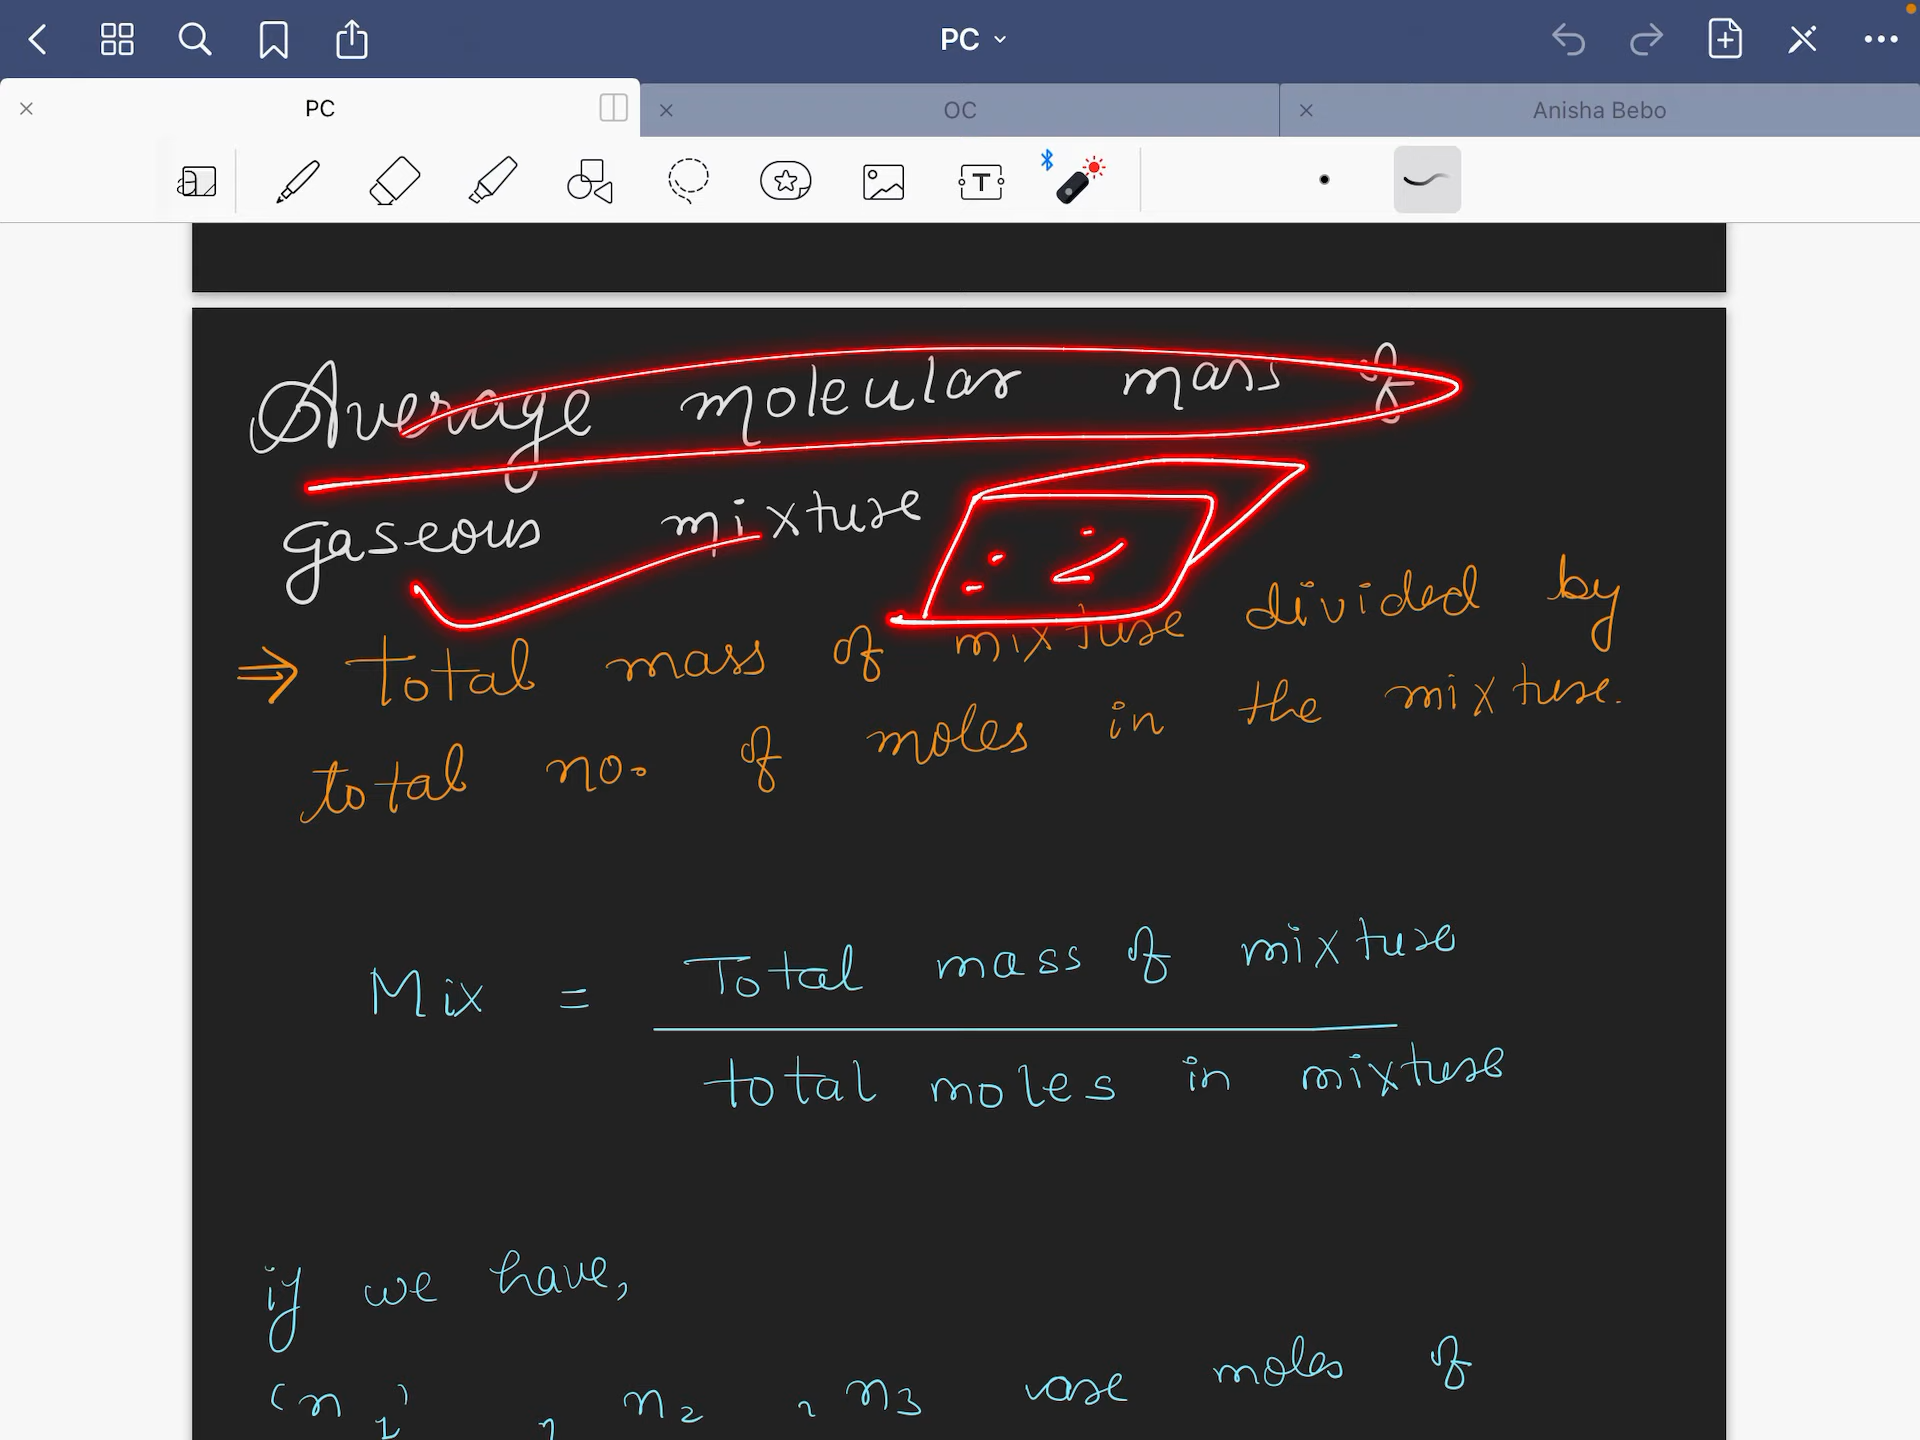 PC
PC
OC
Anisha Bebo
Average molecular mass of
gaseous mixture
⇒ Total mass of mixture divided by
total no. of moles in the mixture.
Mix = Total mass of mixture
total moles in mixture
if we have,
(n1) , n2 , n3 are moles of